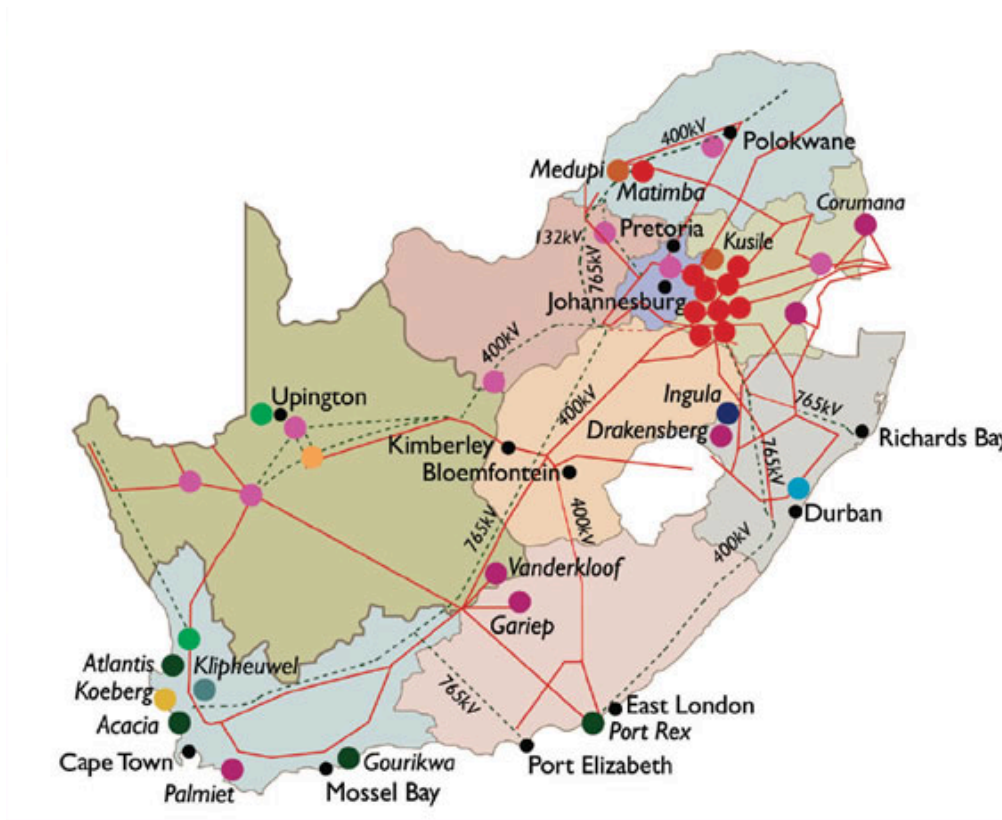 400kV
Polokwane
Medupi
Matimba
Corumana
132kV
Pretoria
Kusile
765kV
Johannesburg
400kV
Upington
400kV
Ingula
765kV
Drakensberg
Kimberley
Richards Bay
Bloemfontein
765kV
765kV
400kV
Durban
400kV
Vanderkloof
Gariep
Atlantis
Klipheuwel
Koeberg
765kV
Acacia
East London
Port Rex
Cape Town
Gourikwa
Port Elizabeth
Palmiet
Mossel Bay